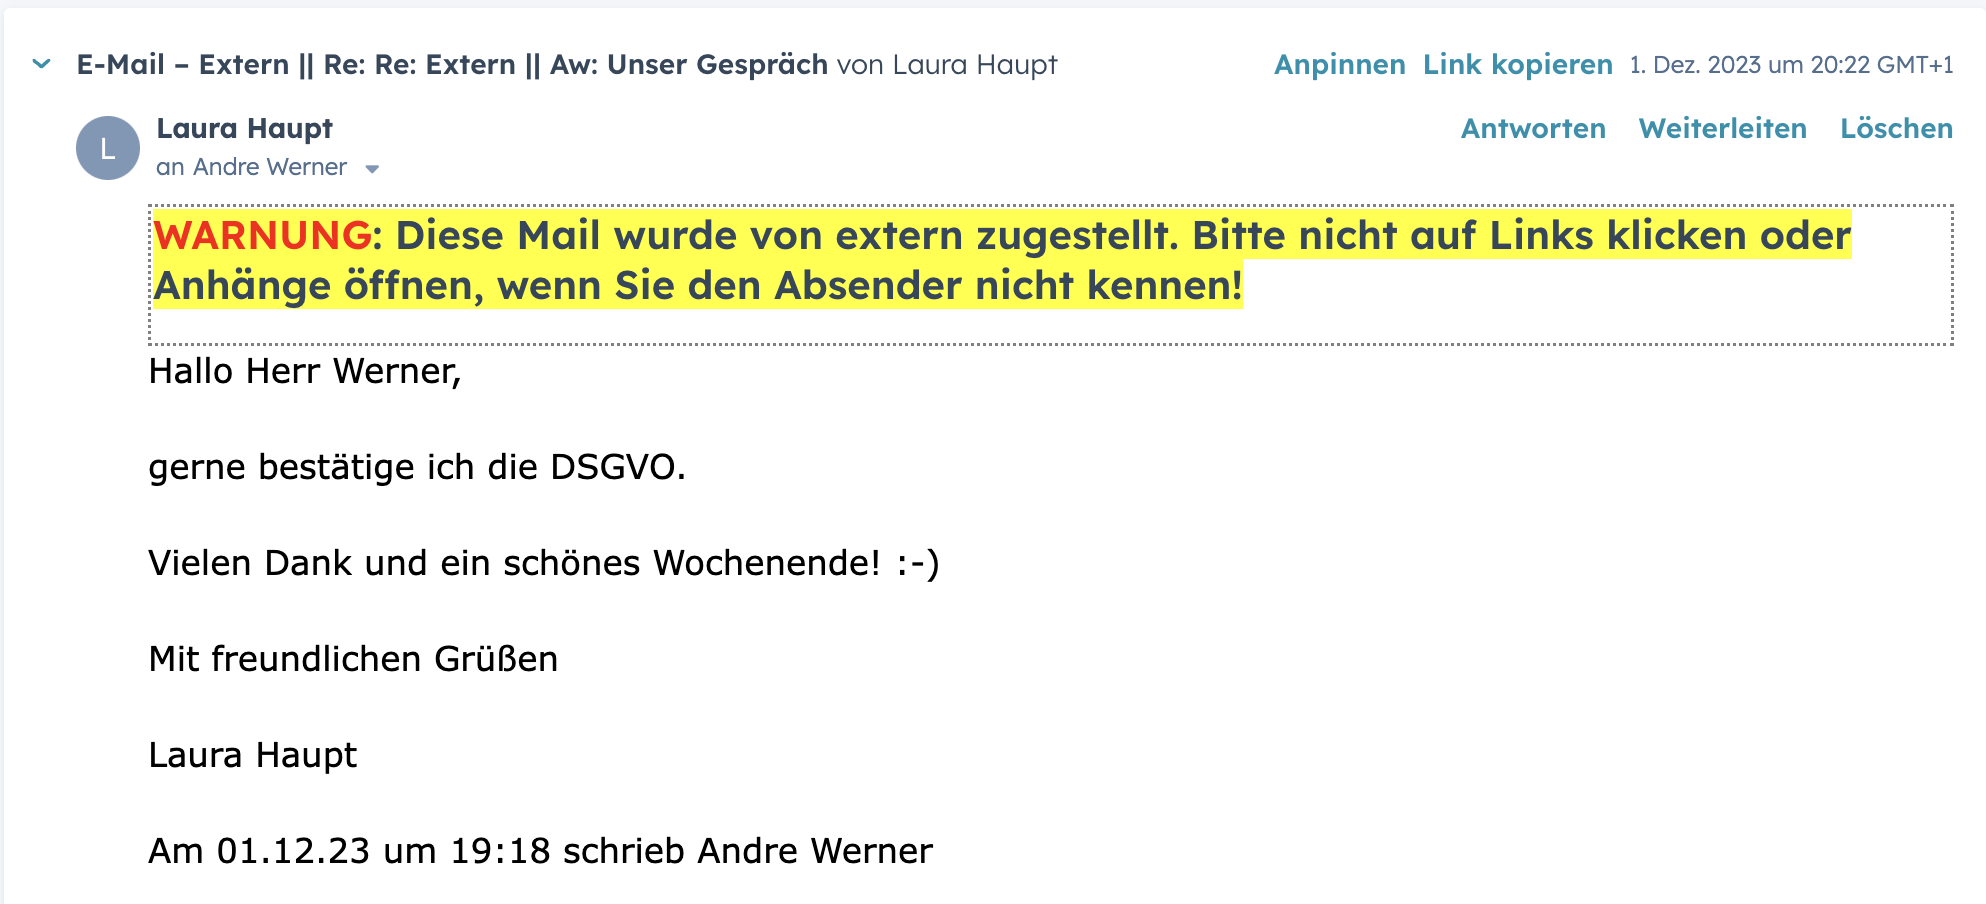 E-Mail – Extern || Re: Re: Extern || Aw: Unser Gespräch von Laura Haupt Anpinnen Link kopieren 1. Dez. 2023 um 20:22 GMT+1
L
Laura Haupt Antworten Weiterleiten Löschen
an Andre Werner
WARNUNG: Diese Mail wurde von extern zugestellt. Bitte nicht auf Links klicken oder
Anhänge öffnen, wenn Sie den Absender nicht kennen!
Hallo Herr Werner,
gerne bestätige ich die DSGVO.
Vielen Dank und ein schönes Wochenende! :-)
Mit freundlichen Grüßen
Laura Haupt
Am 01.12.23 um 19:18 schrieb Andre Werner